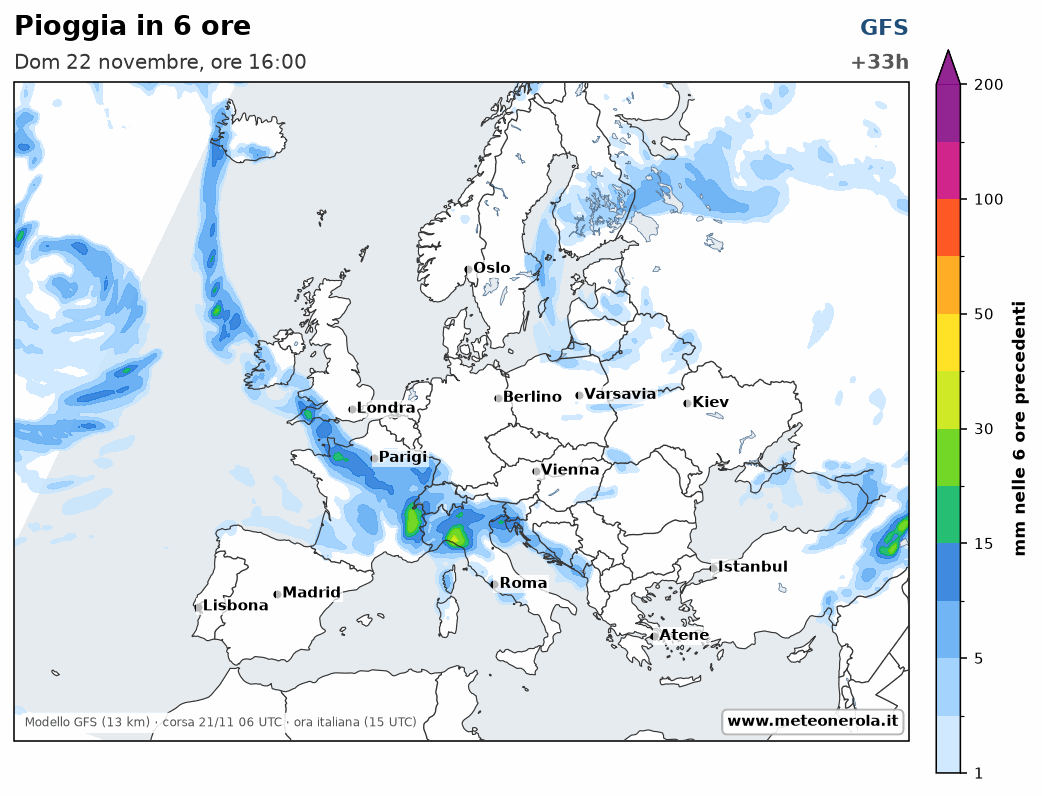 Pioggia in 6 ore
GFS
Dom 22 novembre, ore 16:00
+33h
200
100
50
30
15
5
1
mm nelle 6 ore precedenti
Oslo
Londra
Berlino
Varsavia
Kiev
Parigi
Vienna
Istanbul
Roma
Madrid
Lisbona
Atene
Modello GFS (13 km) · corsa 21/11 06 UTC · ora italiana (15 UTC)
www.meteonerola.it